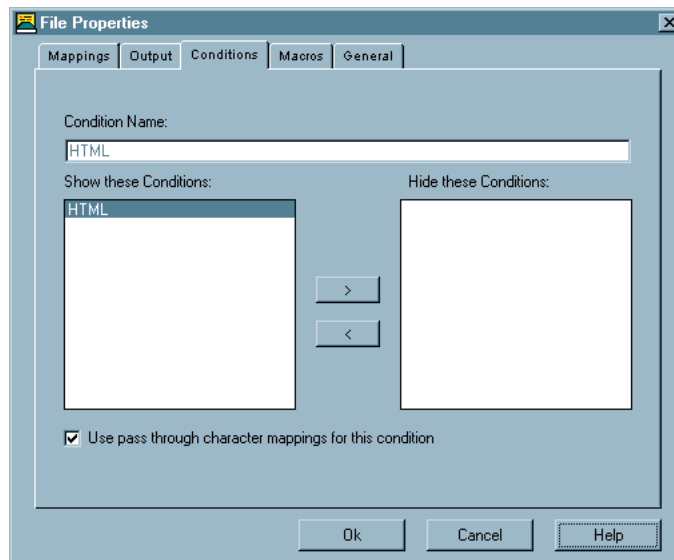 File Properties
Mappings Output Conditions Macros General
Condition Name:
HTML
Show these Conditions: Hide these Conditions:
HTML
>
<
Use pass through character mappings for this condition
Ok Cancel Help